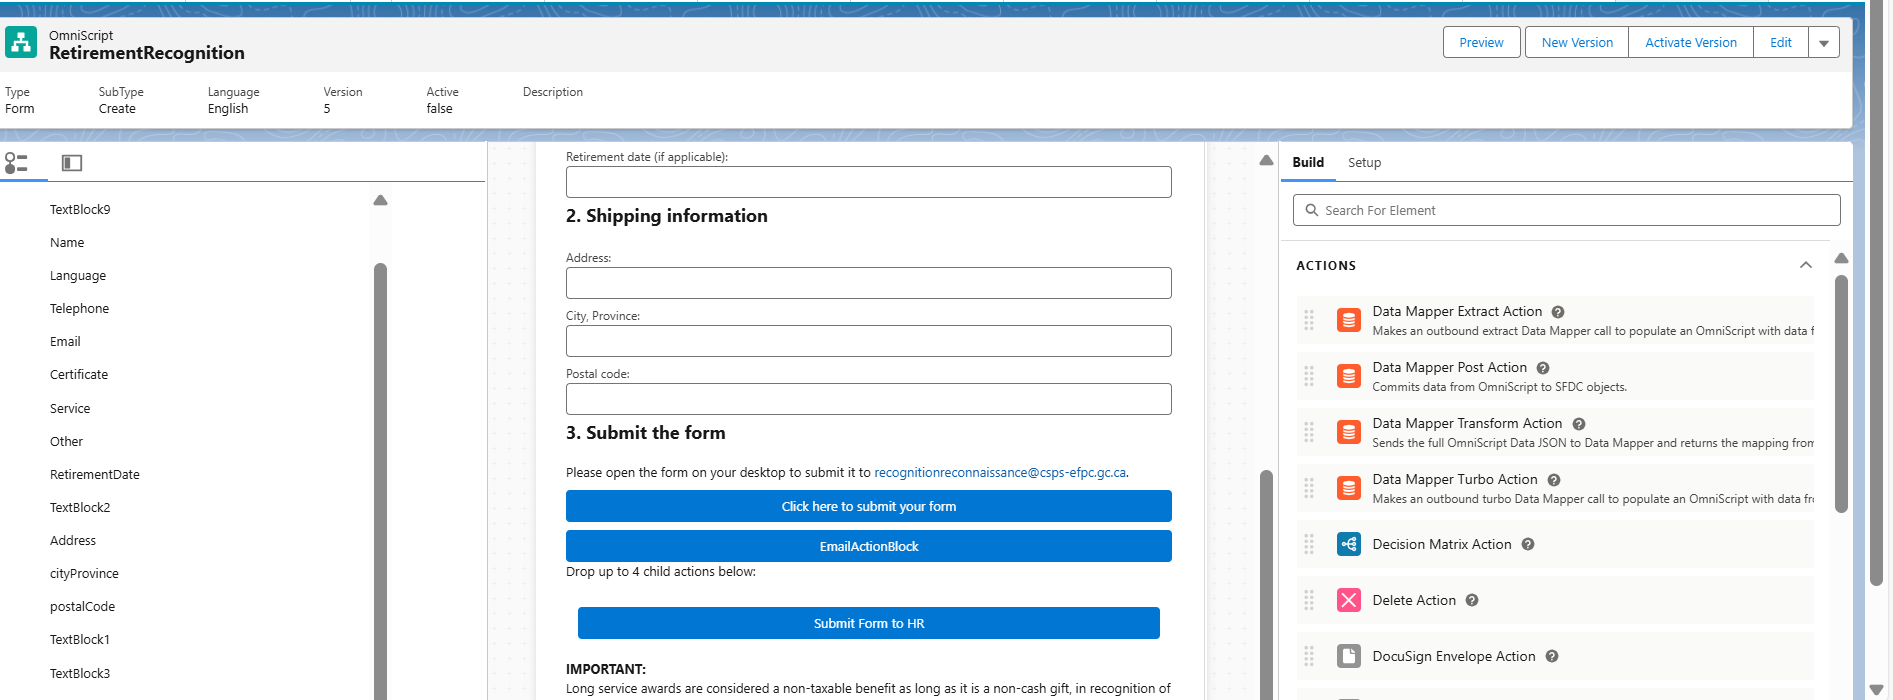 OmniScript
RetirementRecognition
Preview
New Version
Activate Version
Edit
Type
Form
SubType
Create
Language
English
Version
5
Active
false
Description
TextBlock9
Name
Language
Telephone
Email
Certificate
Service
Other
RetirementDate
TextBlock2
Address
cityProvince
postalCode
TextBlock1
TextBlock3
Retirement date (if applicable):
2. Shipping information
Address:
City, Province:
Postal code:
3. Submit the form
Please open the form on your desktop to submit it to recognitionreconnaissance@csps-efpc.gc.ca.
Click here to submit your form
EmailActionBlock
Drop up to 4 child actions below:
Submit Form to HR
IMPORTANT:
Long service awards are considered a non-taxable benefit as long as it is a non-cash gift, in recognition of
Build
Setup
Search For Element
ACTIONS
Data Mapper Extract Action
Makes an outbound extract Data Mapper call to populate an OmniScript with data f
Data Mapper Post Action
Commits data from OmniScript to SFDC objects.
Data Mapper Transform Action
Sends the full OmniScript Data JSON to Data Mapper and returns the mapping from
Data Mapper Turbo Action
Makes an outbound turbo Data Mapper call to populate an OmniScript with data fro
Decision Matrix Action
Delete Action
DocuSign Envelope Action